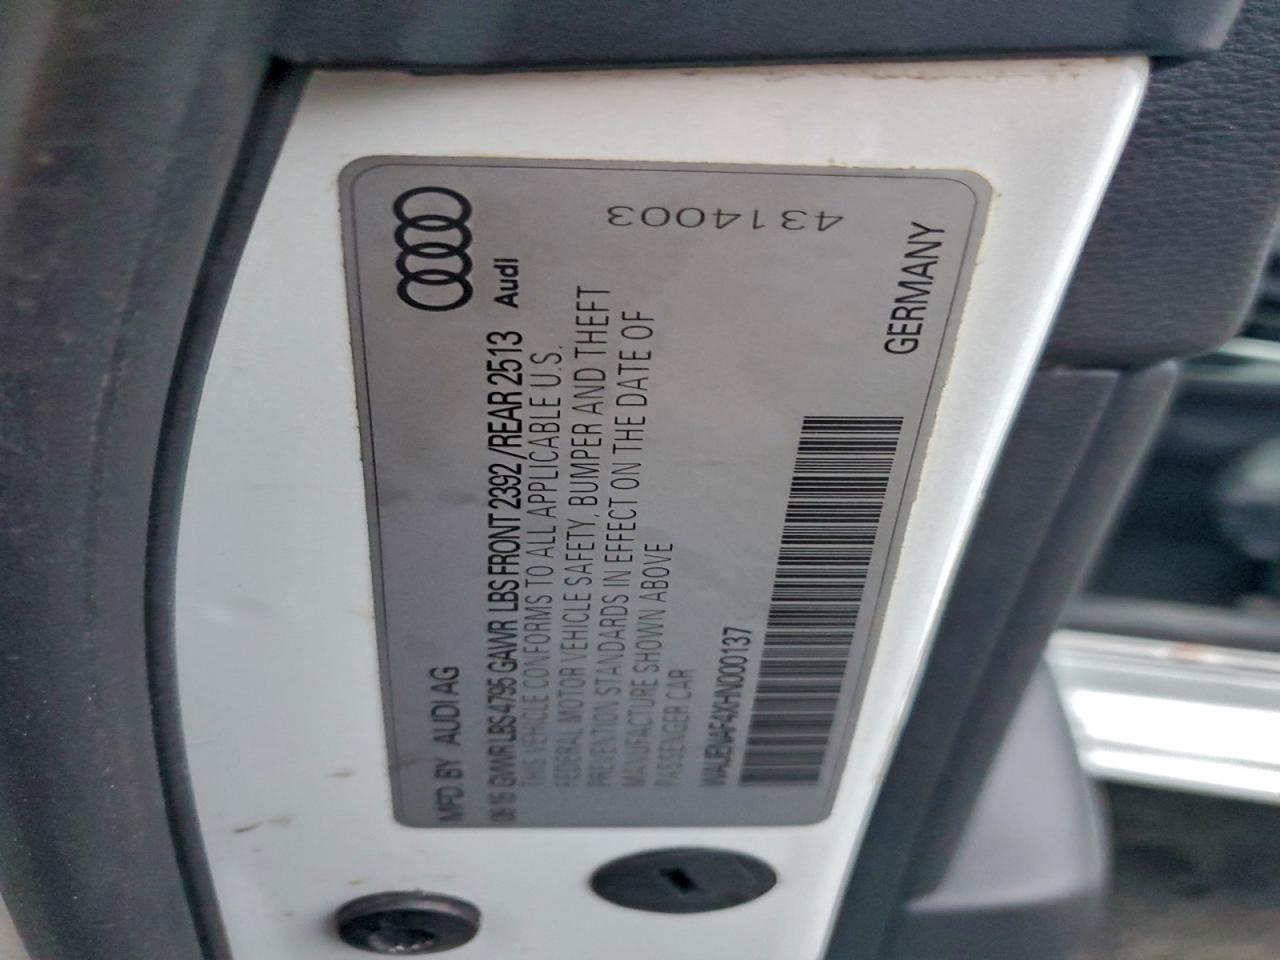 MFD BY AUDI AG
08 15 GWWR LBS 4795 GAWR LBS FRONT 2392 / REAR 2513 Audi
THIS VEHICLE CONFORMS TO ALL APPLICABLE U.S.
FEDERAL MOTOR VEHICLE SAFETY, BUMPER AND THEFT
PREVENTION STANDARDS IN EFFECT ON THE DATE OF
MANUFACTURE SHOWN ABOVE
PASSENGER CAR
WAUENAF4XHN000137
GERMANY
4314003